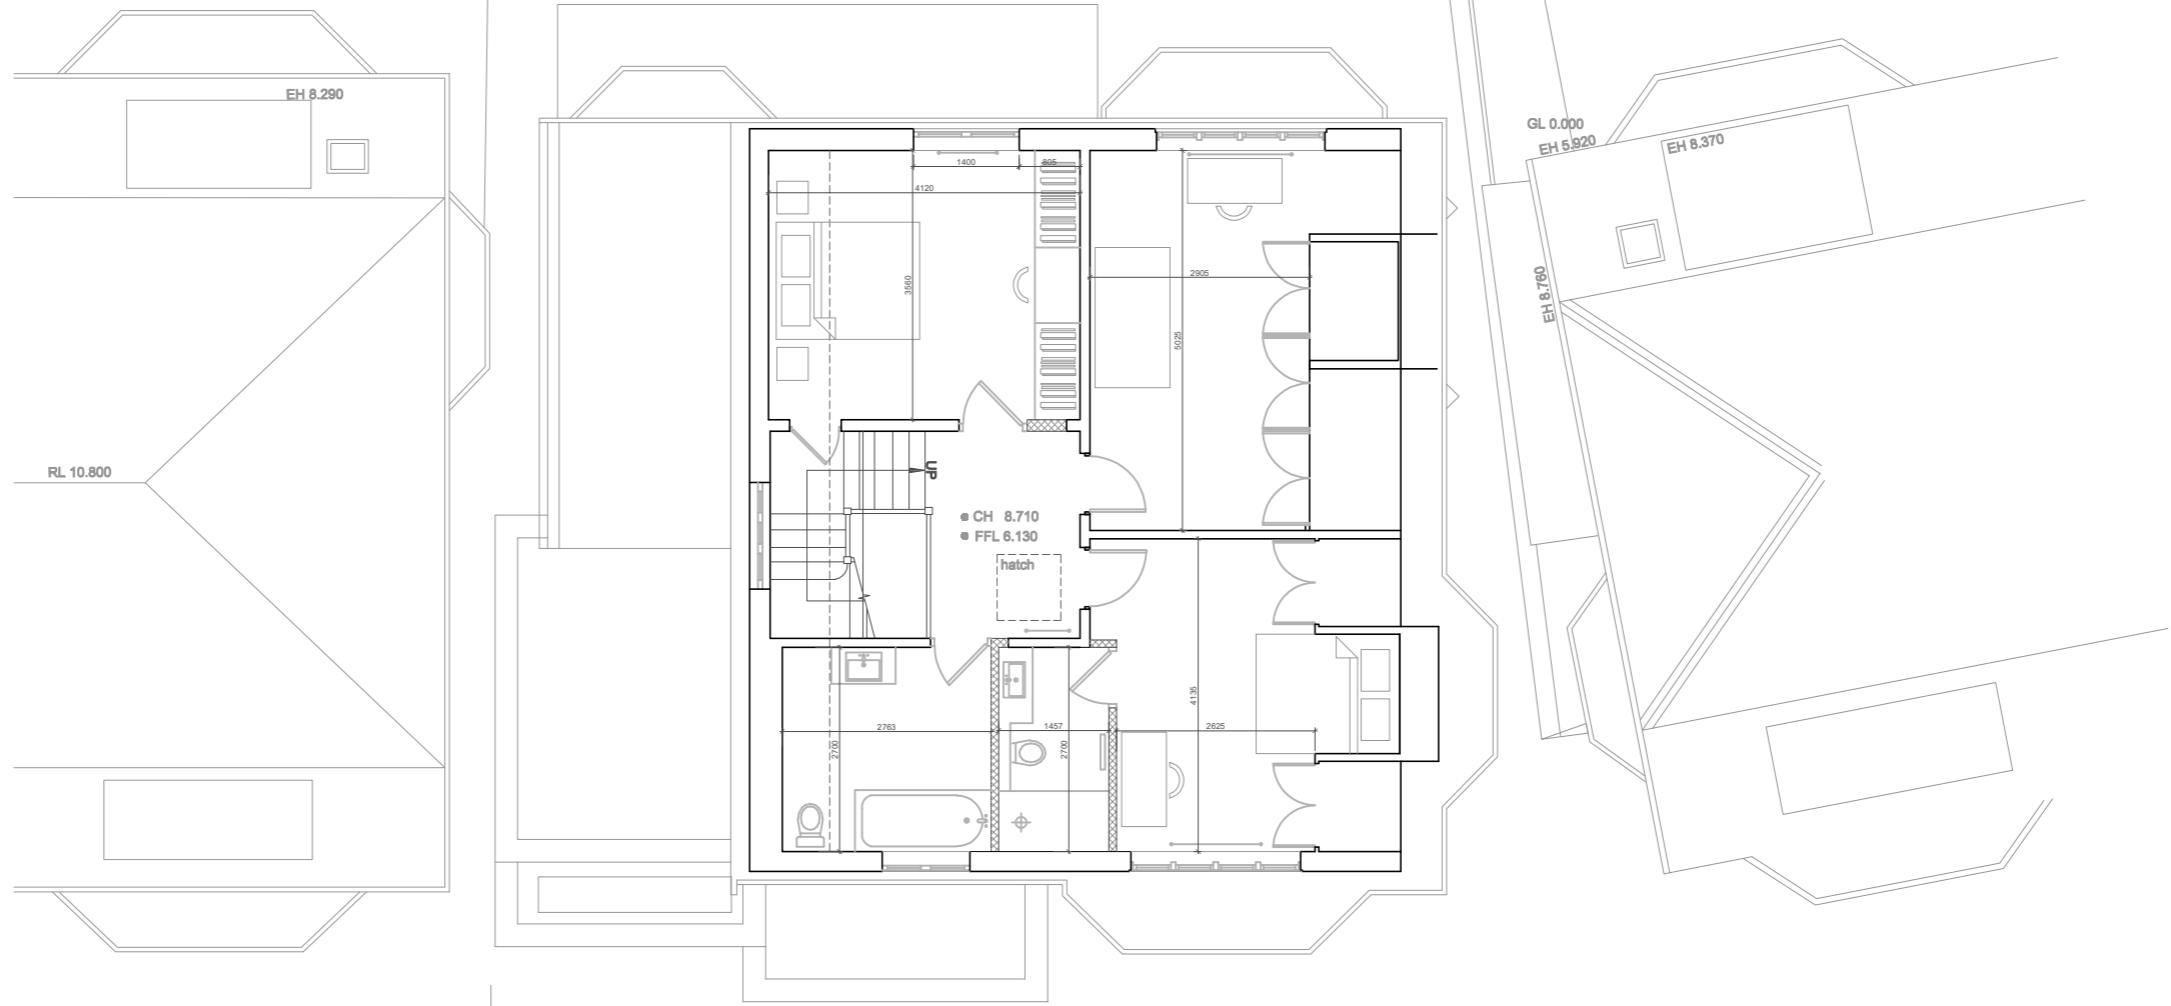 EH 8.290
GL 0.000
EH 5.920
EH 8.370
1400
805
4120
2905
3560
EH 8.760
5025
RL 10.800
UP
CH 8.710
FFL 6.130
hatch
4135
2763
1457
2625
2700
2700